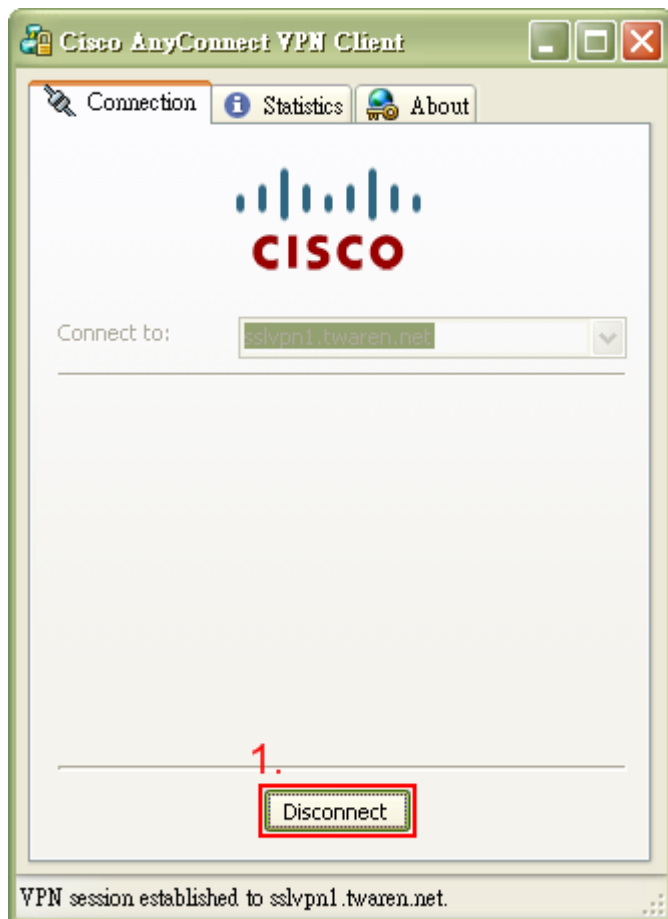 Cisco AnyConnect VPN Client
Connection
Statistics
About
CISCO
Connect to:
sslvpn1.twaren.net
1.
Disconnect
VPN session established to sslvpn1.twaren.net.